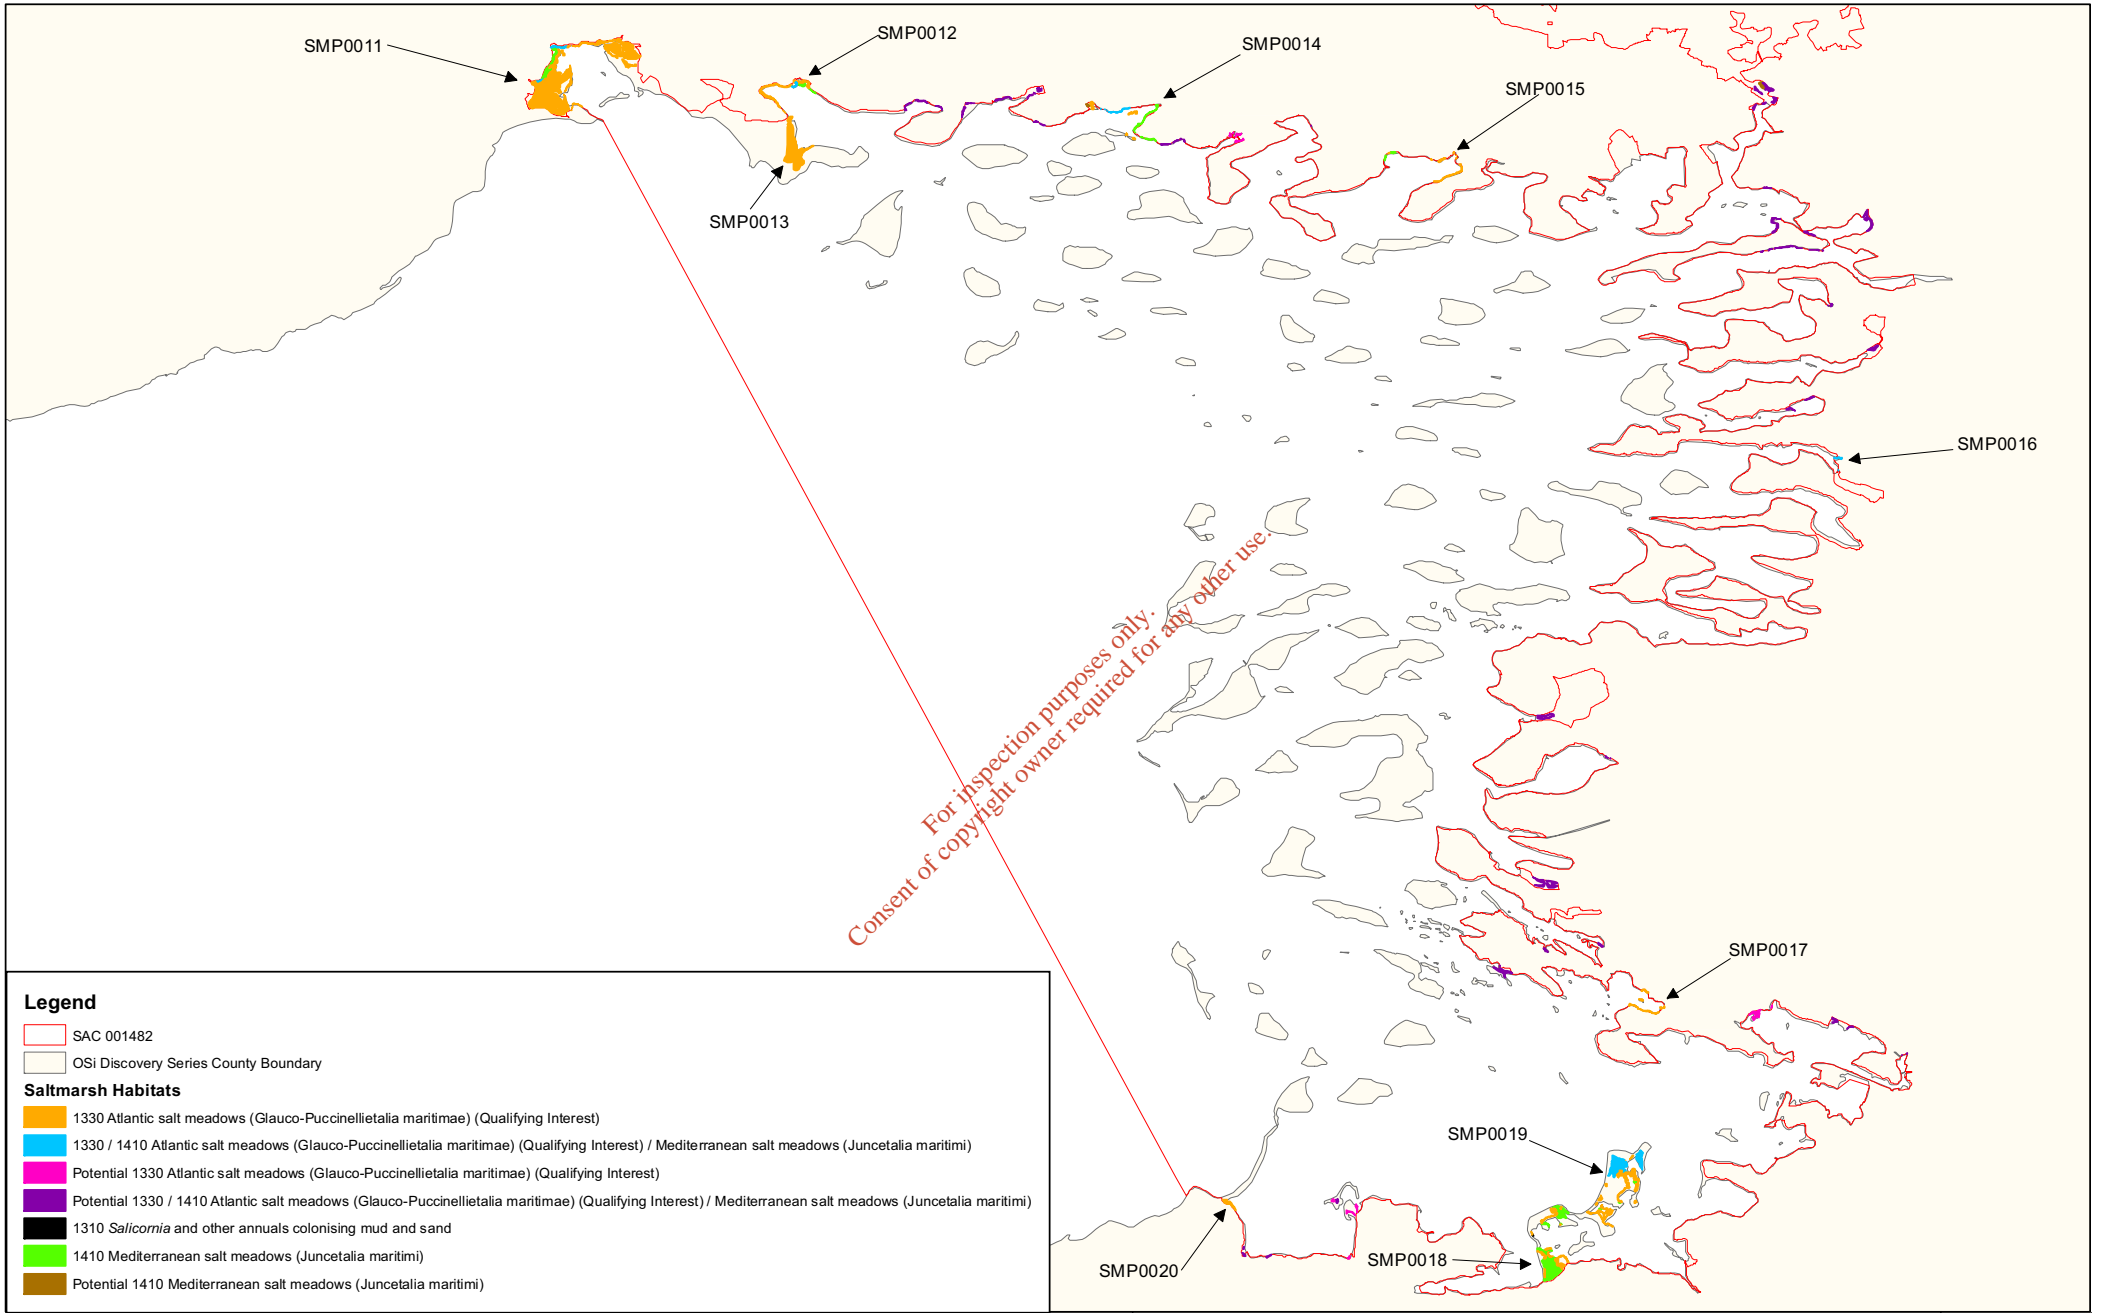 SMP0011
SMP0012
SMP0014
SMP0015
SMP0013
SMP0016
For inspection purposes only.
Consent of copyright owner required for any other use.
SMP0017
SMP0019
SMP0018
SMP0020
Legend
SAC 001482
OSi Discovery Series County Boundary
Saltmarsh Habitats
1330 Atlantic salt meadows (Glauco-Puccinellietalia maritimae) (Qualifying Interest)
1330 / 1410 Atlantic salt meadows (Glauco-Puccinellietalia maritimae) (Qualifying Interest) / Mediterranean salt meadows (Juncetalia maritimi)
Potential 1330 Atlantic salt meadows (Glauco-Puccinellietalia maritimae) (Qualifying Interest)
Potential 1330 / 1410 Atlantic salt meadows (Glauco-Puccinellietalia maritimae) (Qualifying Interest) / Mediterranean salt meadows (Juncetalia maritimi)
1310 Salicornia and other annuals colonising mud and sand
1410 Mediterranean salt meadows (Juncetalia maritimi)
Potential 1410 Mediterranean salt meadows (Juncetalia maritimi)